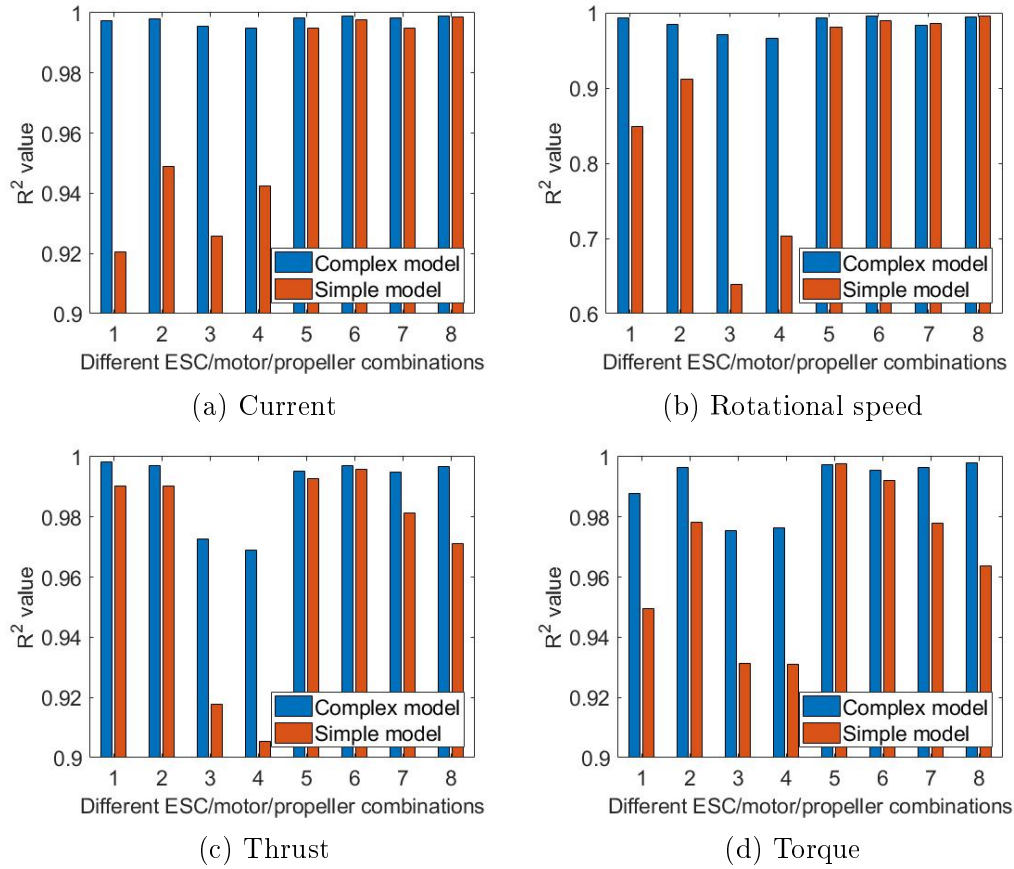 1
0.98
0.96
0.94
0.92
0.9
R² value
Complex model
Simple model
1 2 3 4 5 6 7 8
Different ESC/motor/propeller combinations
(a) Current
1
0.9
0.8
0.7
0.6
R² value
Complex model
Simple model
1 2 3 4 5 6 7 8
Different ESC/motor/propeller combinations
(b) Rotational speed
1
0.98
0.96
0.94
0.92
0.9
R² value
Complex model
Simple model
1 2 3 4 5 6 7 8
Different ESC/motor/propeller combinations
(c) Thrust
1
0.98
0.96
0.94
0.92
0.9
R² value
Complex model
Simple model
1 2 3 4 5 6 7 8
Different ESC/motor/propeller combinations
(d) Torque